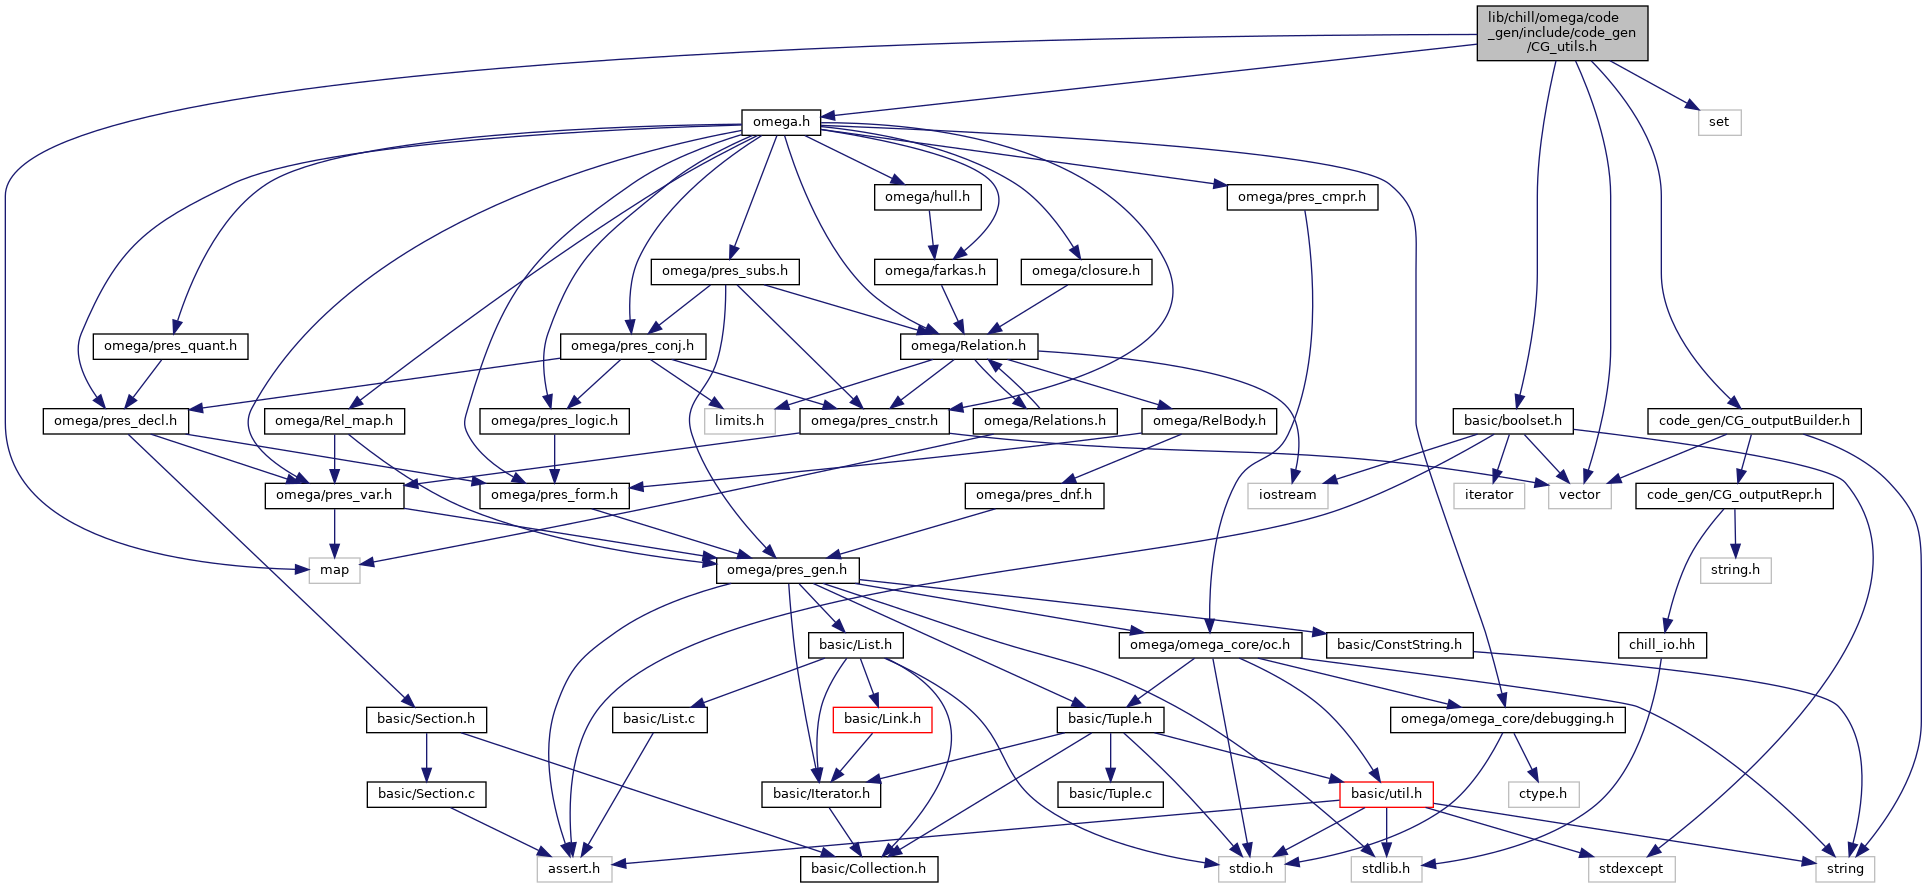 lib/chill/omega/code
_gen/include/code_gen
/CG_utils.h
omega.h
set
omega/hull.h
omega/pres_cmpr.h
omega/pres_subs.h
omega/farkas.h
omega/closure.h
omega/pres_quant.h
omega/pres_conj.h
omega/Relation.h
omega/pres_decl.h
omega/Rel_map.h
omega/pres_logic.h
limits.h
omega/pres_cnstr.h
omega/Relations.h
omega/RelBody.h
basic/boolset.h
code_gen/CG_outputBuilder.h
omega/pres_var.h
omega/pres_form.h
omega/pres_dnf.h
iostream
iterator
vector
code_gen/CG_outputRepr.h
map
omega/pres_gen.h
string.h
basic/List.h
omega/omega_core/oc.h
basic/ConstString.h
chill_io.hh
basic/Section.h
basic/List.c
basic/Link.h
basic/Tuple.h
omega/omega_core/debugging.h
basic/Section.c
basic/Iterator.h
basic/Tuple.c
basic/util.h
ctype.h
assert.h
basic/Collection.h
stdio.h
stdlib.h
stdexcept
string